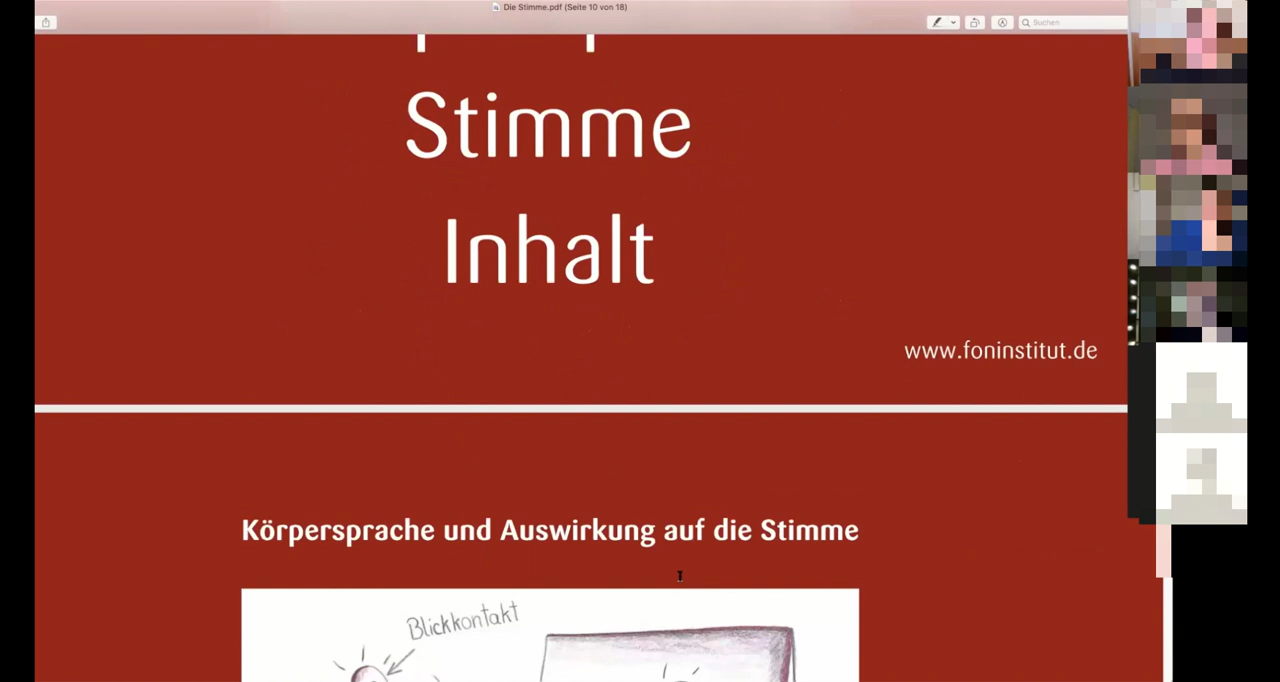 Die Stimme.pdf (Seite 10 von 18)
Suchen
Stimme
Inhalt
www.foninstitut.de
Körpersprache und Auswirkung auf die Stimme
Blickkontakt